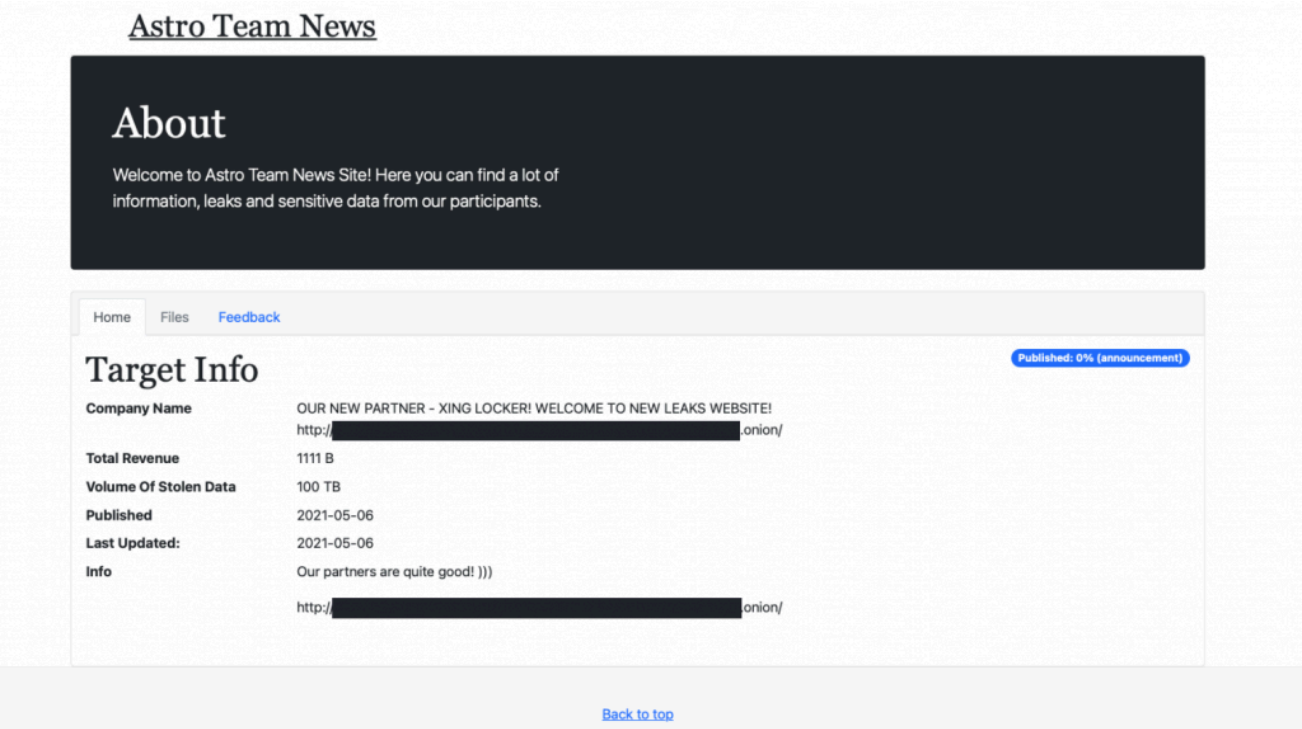 Astro Team News
About
Welcome to Astro Team News Site! Here you can find a lot of
information, leaks and sensitive data from our participants.
Home Files Feedback
Target Info
Published: 0% (announcement)
Company Name OUR NEW PARTNER - XING LOCKER! WELCOME TO NEW LEAKS WEBSITE!
http:// .onion/
Total Revenue 1111 B
Volume Of Stolen Data 100 TB
Published 2021-05-06
Last Updated: 2021-05-06
Info Our partners are quite good! )))
http:// .onion/
Back to top